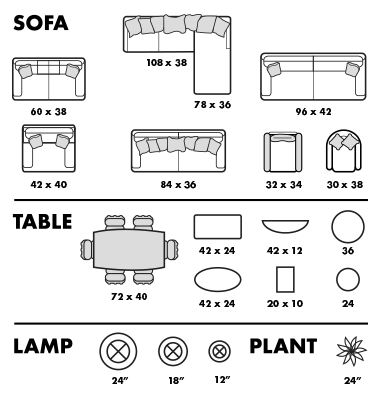 SOFA
108 x 38
78 x 36
60 x 38
96 x 42
42 x 40
84 x 36
32 x 34
30 x 38
TABLE
72 x 40
42 x 24
42 x 12
36
42 x 24
20 x 10
24
LAMP
24”
18”
12”
PLANT
24”